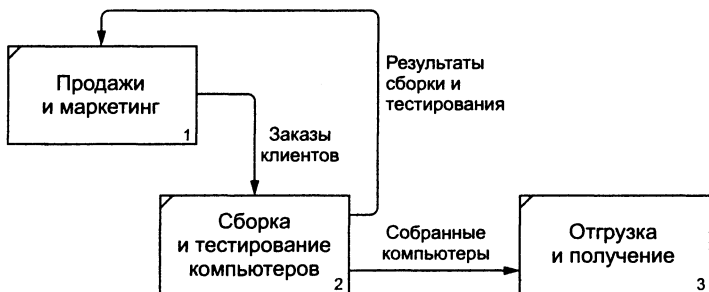 Продажи
и маркетинг
1
Результаты
сборки и
тестирования
Заказы
клиентов
Сборка
и тестирование
компьютеров
2
Собранные
компьютеры
Отгрузка
и получение
3